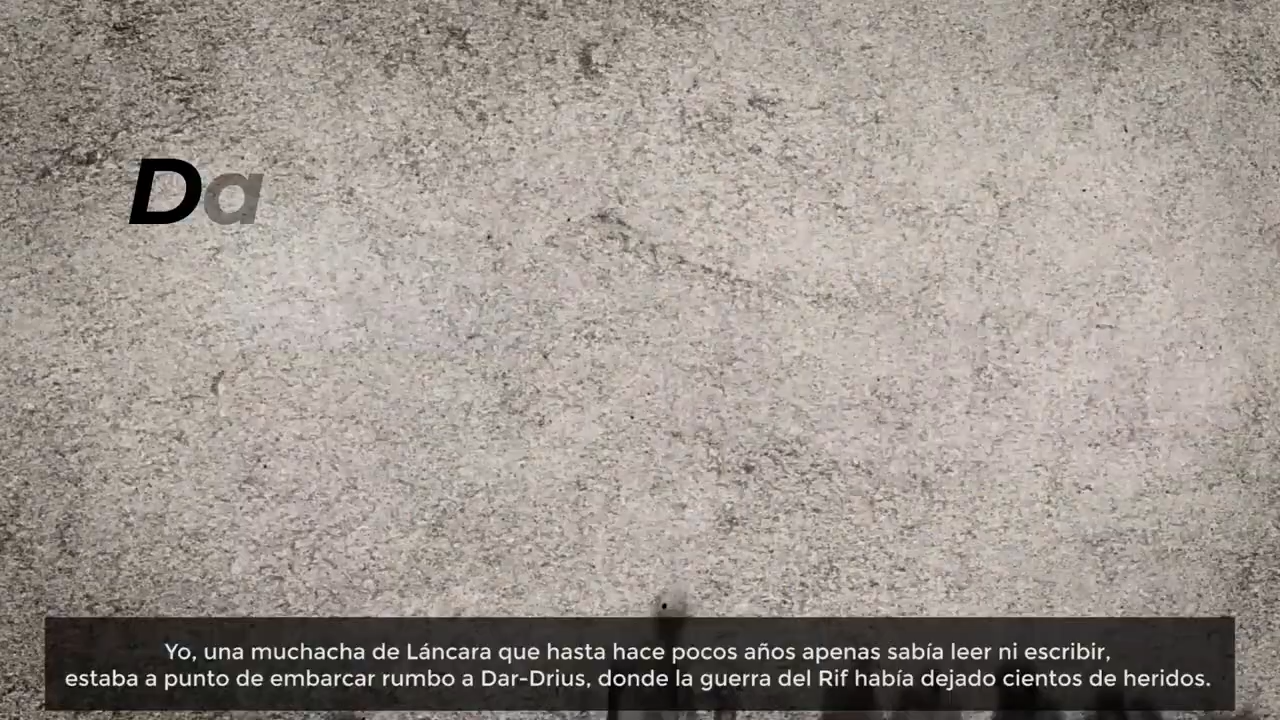 Da
Yo, una muchacha de Láncara que hasta hace pocos años apenas sabía leer ni escribir,
estaba a punto de embarcar rumbo a Dar-Drius, donde la guerra del Rif había dejado cientos de heridos.